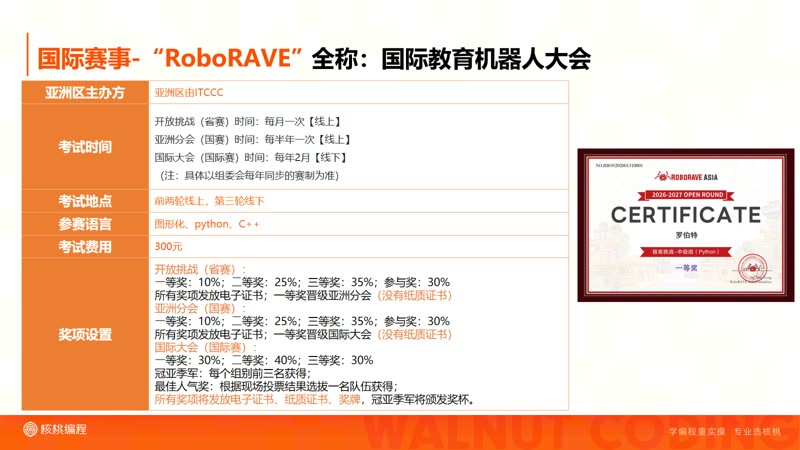 国际赛事-“RoboRAVE”全称：国际教育机器人大会
亚洲区主办方
亚洲区由ITCCC
考试时间
开放挑战（省赛）时间：每月一次【线上】
亚洲分会（国赛）时间：每半年一次【线上】
国际大会（国际赛）时间：每年2月【线下】
（注：具体以组委会每年同步的赛制为准）
考试地点
前两轮线上，第三轮线下
参赛语言
图形化、python、C++
考试费用
300元
奖项设置
开放挑战（省赛）：
一等奖：10%；二等奖：25%；三等奖：35%；参与奖：30%
所有奖项发放电子证书；一等奖晋级亚洲分会（没有纸质证书）
亚洲分会（国赛）：
一等奖：10%；二等奖：25%；三等奖：35%；参与奖：30%
所有奖项发放电子证书；一等奖晋级国际大会（没有纸质证书）
国际大会（国际赛）：
一等奖：30%；二等奖：40%；三等奖：30%
冠亚季军：每个组别前三名获得；
最佳人气奖：根据现场投票结果选拔一名队伍获得；
所有奖项将发放电子证书、纸质证书、奖牌，冠亚季军将颁发奖杯。
ROBORAVE ASIA
2026-2027 OPEN ROUND
CERTIFICATE
罗伯特
极客挑战-中级组（Python）
一等奖
核桃编程
WALNUT CODING
学编程重实操 专业选核桃